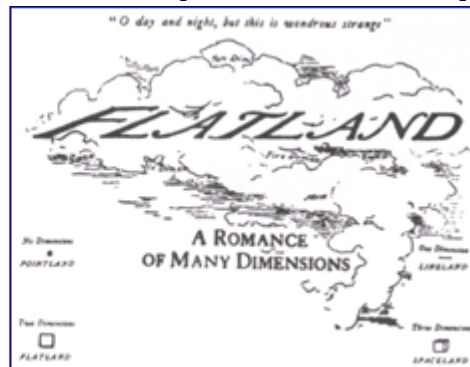 "O day and night, but this is wondrous strange"
FLATLAND
A ROMANCE
OF MANY DIMENSIONS
No Dimensions
POINTLAND
One Dimension
LINELAND
Two Dimensions
FLATLAND
Three Dimensions
SPACELAND